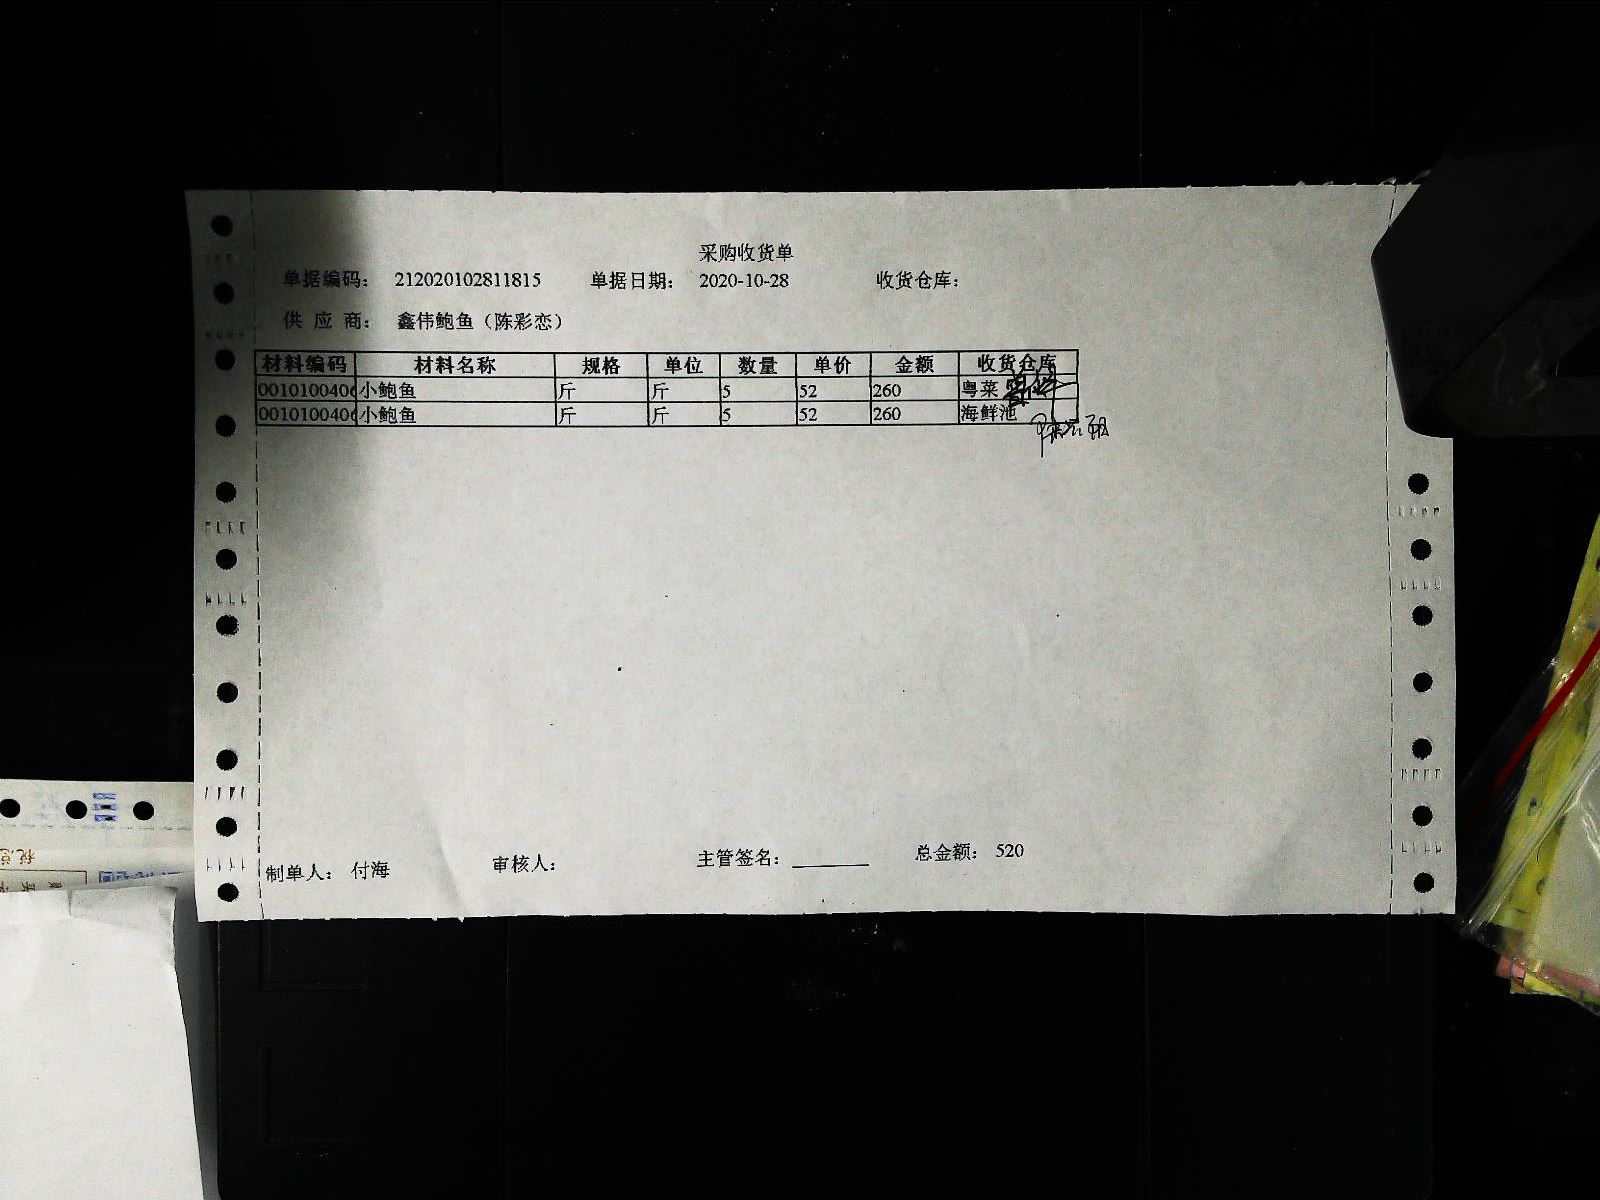 采购收货单
单据编码： 212020102811815 单据日期： 2020-10-28 收货仓库：
供 应 商： 鑫伟鲍鱼（陈彩恋）
材料编码 材料名称 规格 单位 数量 单价 金额 收货仓库
001010040 小鲍鱼 斤 斤 5 52 260 粤菜
001010040 小鲍鱼 斤 斤 5 52 260 海鲜池
制单人： 付海 审核人： 主管签名： 总金额： 520